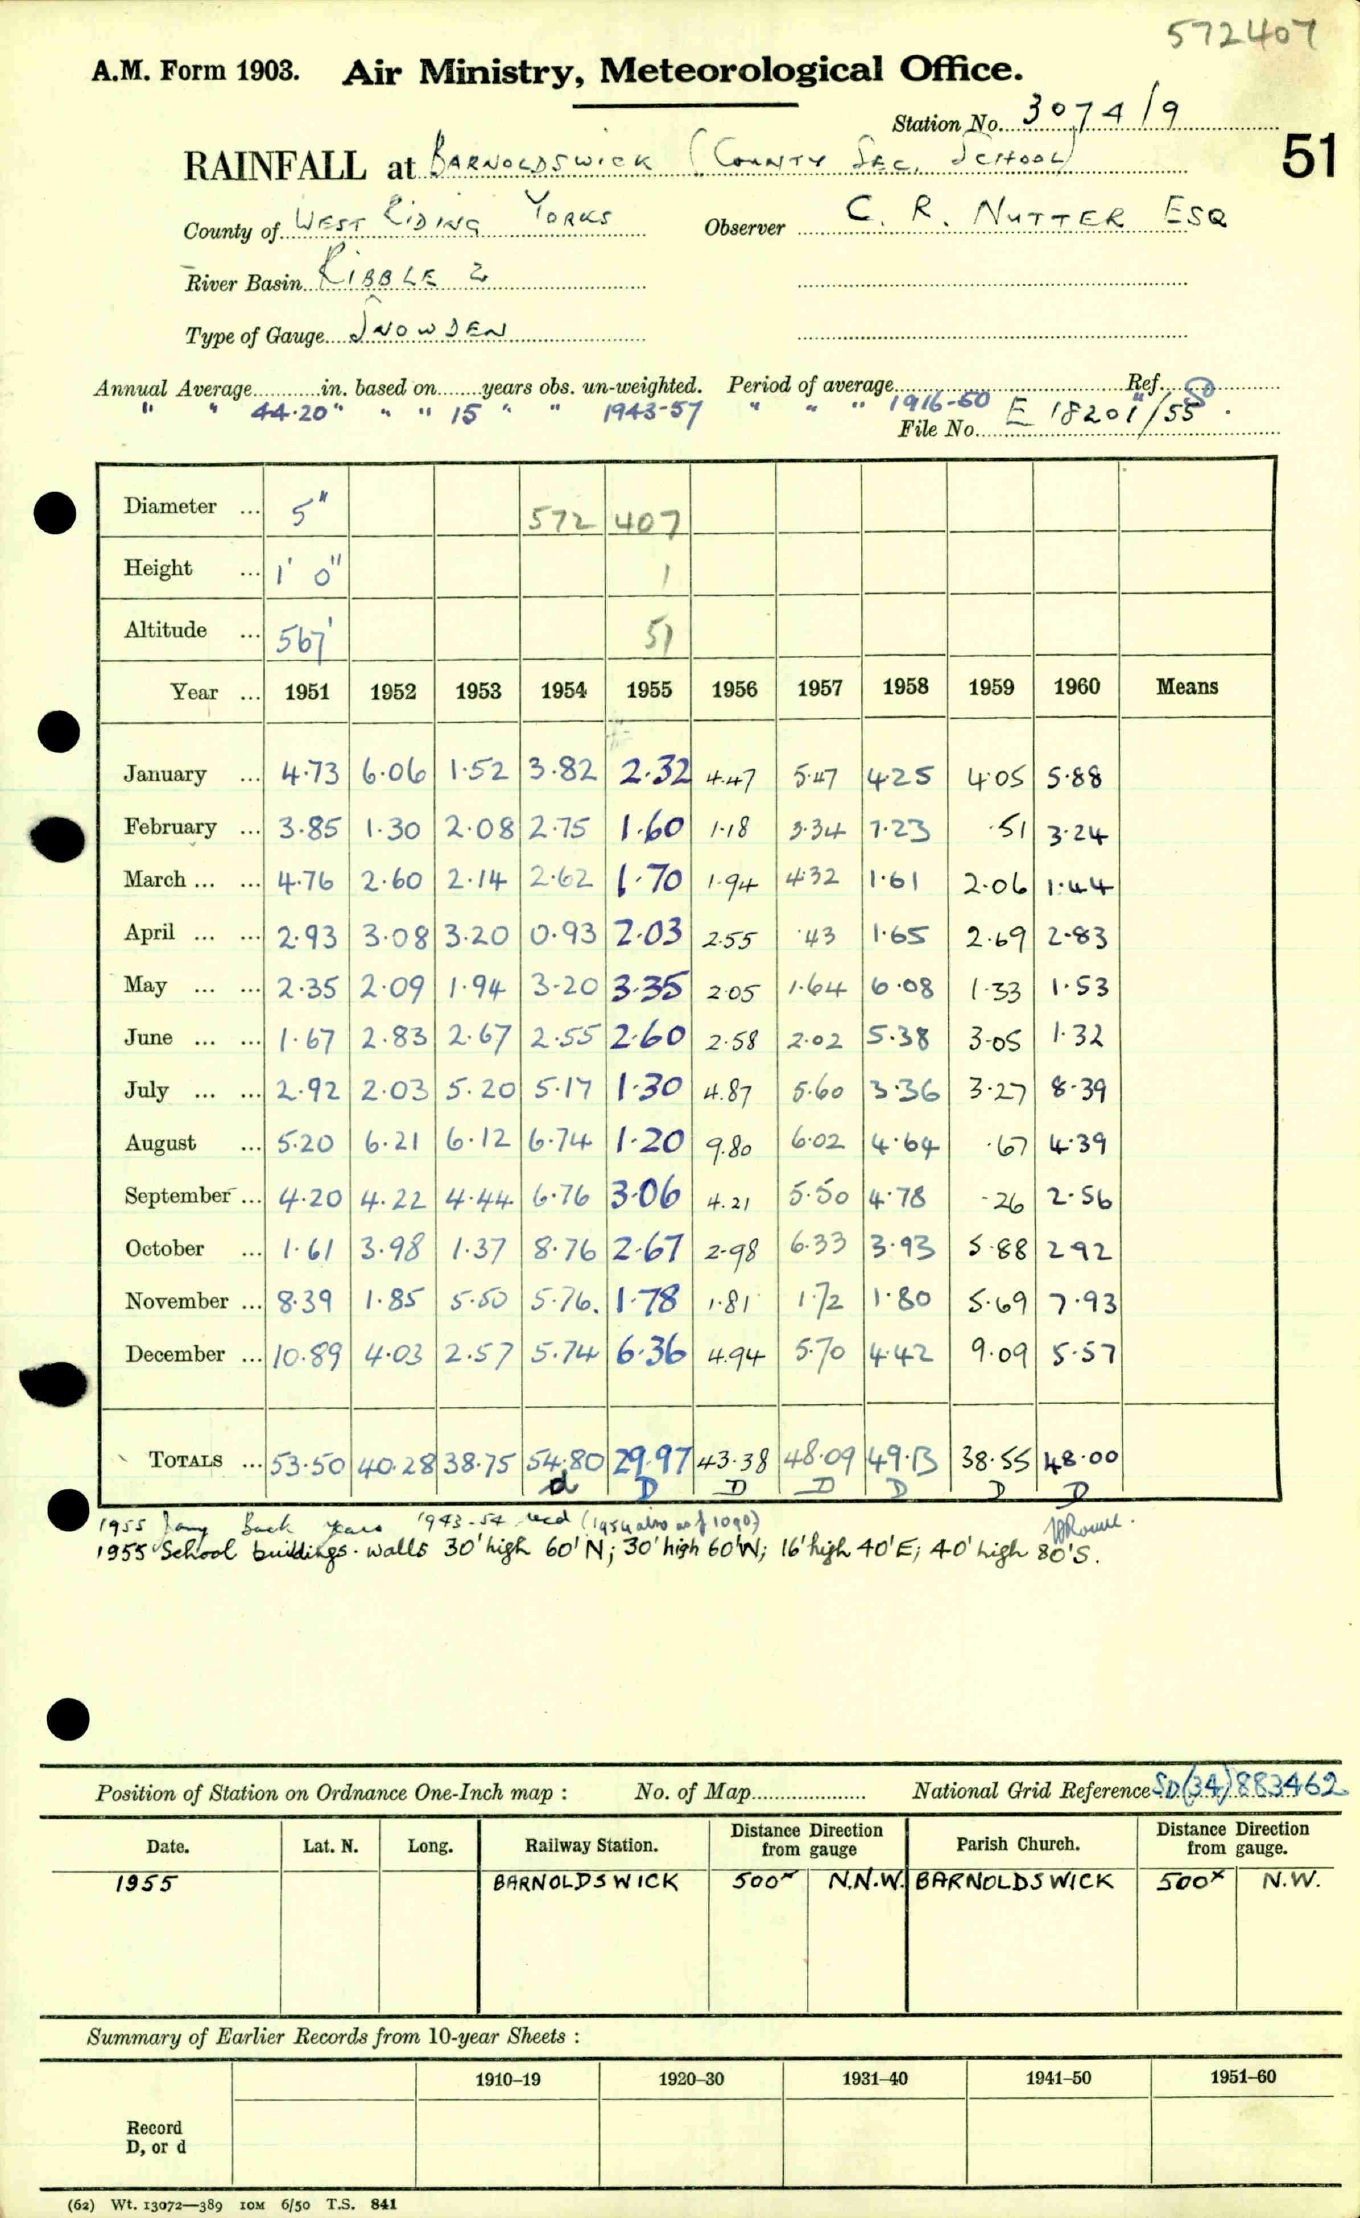 572407
A.M. Form 1903. Air Ministry, Meteorological Office.
Station No. 3074/9
RAINFALL at BARNOLDSWICK (COUNTY SEC. SCHOOL)
51
County of WEST RIDING YORKS Observer C. R. NUTTER ESQ
River Basin RIBBLE 2
Type of Gauge SNOWDEN
Annual Average in. based on years obs. un-weighted. Period of average Ref.
" " 44.20" " " 15 " " 1943-57 " " " 1916-50
File No. E 18201/55
Diameter ... 5" 572 407
Height ... 1' 0" 1
Altitude ... 567' 51
Year ... 1951 1952 1953 1954 1955 1956 1957 1958 1959 1960 Means
January ... 4.73 6.06 1.52 3.82 2.32 4.47 5.47 4.25 4.05 5.88
February ... 3.85 1.30 2.08 2.75 1.60 1.18 3.34 7.23 .51 3.24
March ... ... 4.76 2.60 2.14 2.62 1.70 1.94 4.32 1.61 2.06 1.44
April ... ... 2.93 3.08 3.20 0.93 2.03 2.55 .43 1.65 2.69 2.83
May ... ... 2.35 2.09 1.94 3.20 3.35 2.05 1.64 6.08 1.33 1.53
June ... ... 1.67 2.83 2.67 2.55 2.60 2.58 2.02 5.38 3.05 1.32
July ... ... 2.92 2.03 5.20 5.17 1.30 4.87 5.60 3.36 3.27 8.39
August ... 5.20 6.21 6.12 6.74 1.20 9.80 6.02 4.64 .67 4.39
September ... 4.20 4.22 4.44 6.76 3.06 4.21 5.50 4.78 .26 2.56
October ... 1.61 3.98 1.37 8.76 2.67 2.98 6.33 3.93 5.88 2.92
November ... 8.39 1.85 5.50 5.76. 1.78 1.81 1.72 1.80 5.69 7.93
December ... 10.89 4.03 2.57 5.74 6.36 4.94 5.70 4.42 9.09 5.57
TOTALS ... 53.50 40.28 38.75 54.80 29.97 43.38 48.09 49.13 38.55 48.00
d D D D D D D
1955 Jany Back years 1943-54 recd
1955 School buildings. walls 30' high 60' N; 30' high 60' W; 16' high 40' E; 40' high 80' S.
Position of Station on Ordnance One-Inch map : No. of Map National Grid Reference SD(34)883462
Date. Lat. N. Long. Railway Station. Distance Direction from gauge Parish Church. Distance Direction from gauge.
1955 BARNOLDSWICK 500ˣ N.N.W. BARNOLDSWICK 500ˣ N.W.
Summary of Earlier Records from 10-year Sheets :
1910–19 1920–30 1931–40 1941–50 1951–60
Record
D, or d
(62) Wt. 13072—389 10M 6/50 T.S. 841